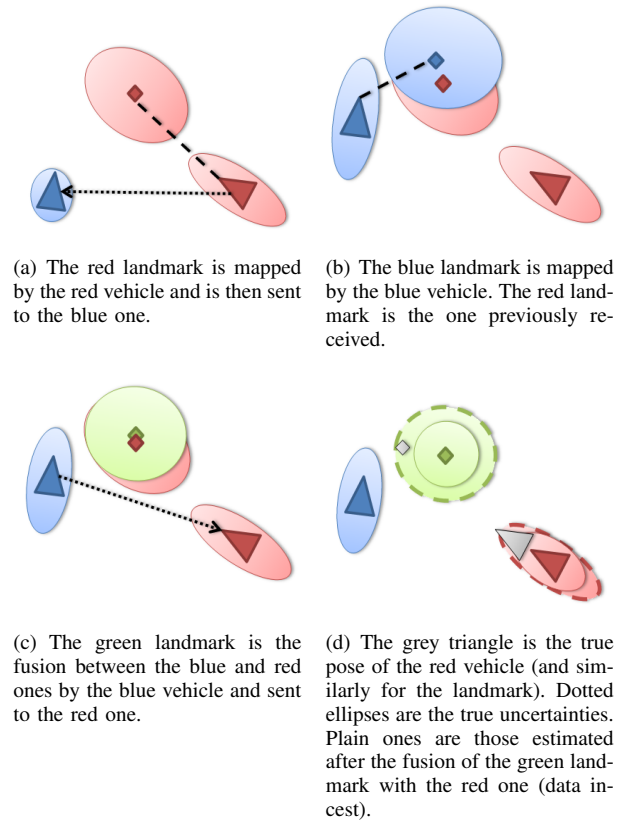 (a) The red landmark is mapped
by the red vehicle and is then sent
to the blue one.
(b) The blue landmark is mapped
by the blue vehicle. The red land-
mark is the one previously re-
ceived.
(c) The green landmark is the
fusion between the blue and red
ones by the blue vehicle and sent
to the red one.
(d) The grey triangle is the true
pose of the red vehicle (and sim-
ilarly for the landmark). Dotted
ellipses are the true uncertainties.
Plain ones are those estimated
after the fusion of the green land-
mark with the red one (data in-
cest).